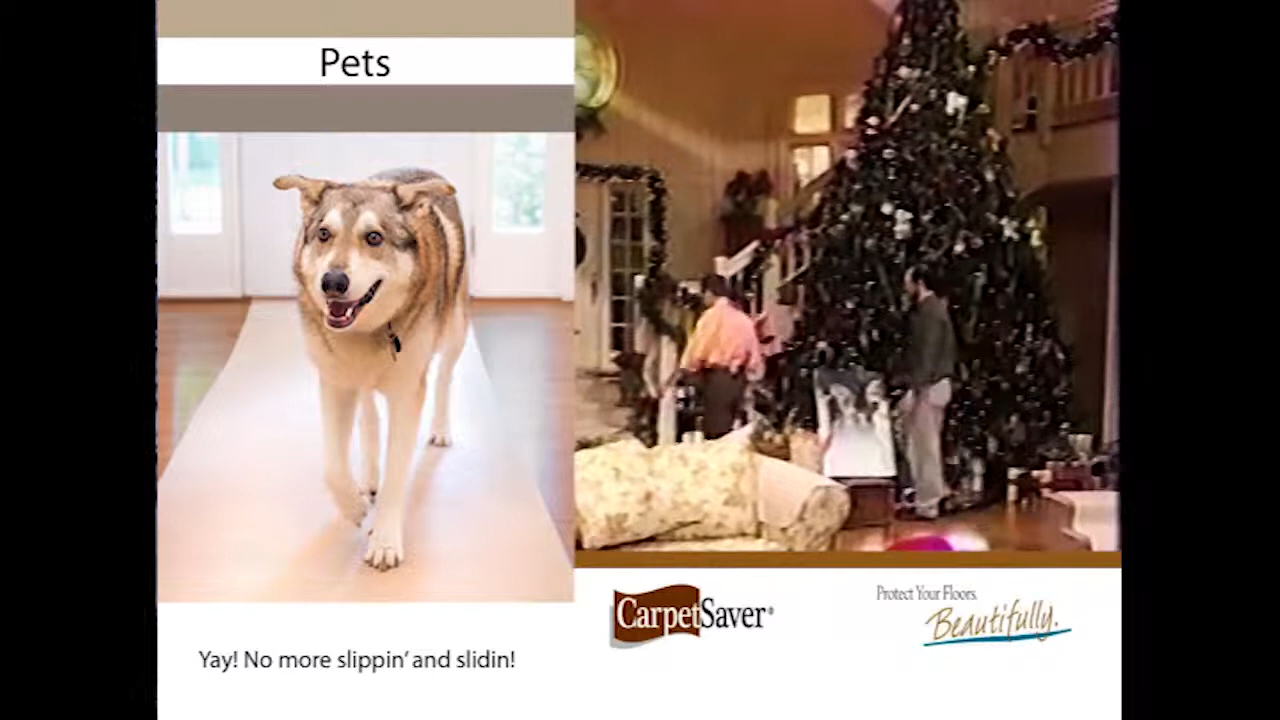 Pets
Yay! No more slippin' and slidin!
CarpetSaver®
Protect Your Floors.
Beautifully.